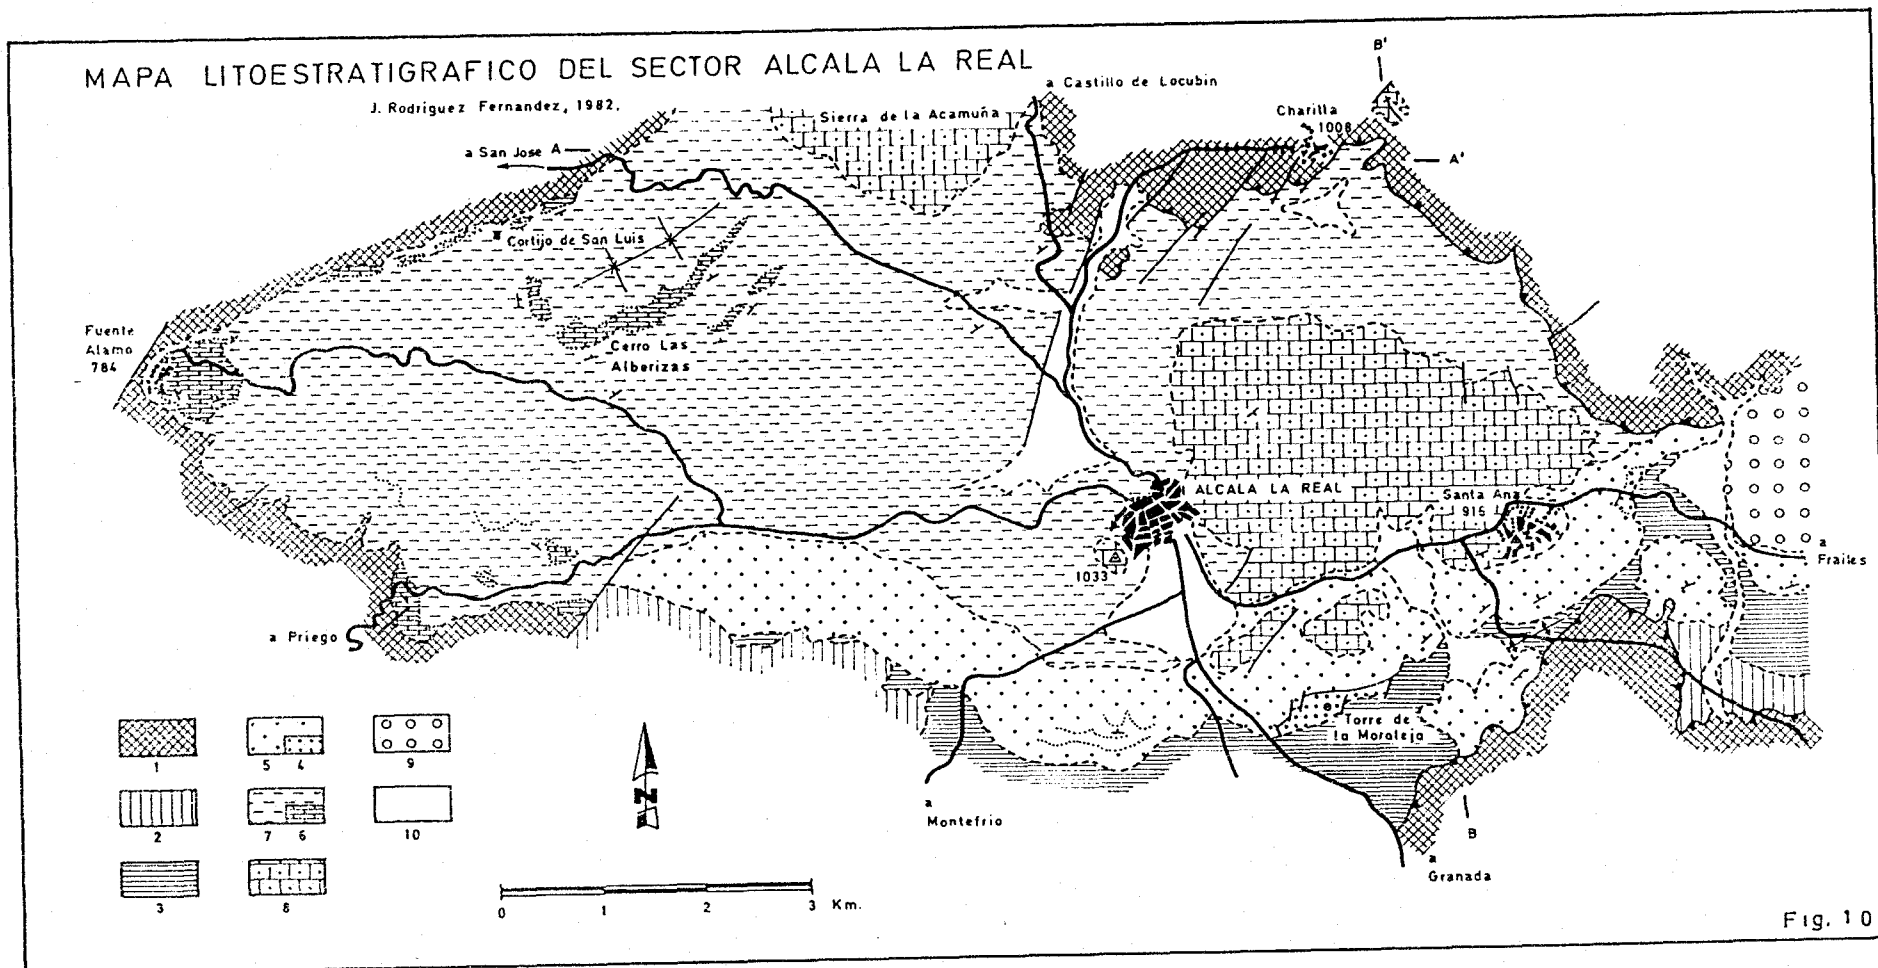 MAPA LITOESTRATIGRAFICO DEL SECTOR ALCALA LA REAL
J. Rodriguez Fernandez, 1982.
a Castillo de Locubin
B'
Sierra de la Acamuña
Charilla
1008
a San Jose A
A'
Cortijo de San Luis
Fuente
Alamo
784
Cerro Las
Alberizas
ALCALA LA REAL
Santa Ana
915
1033
a
Frailes
a Priego
Torre de
la Moraleja
a
Montefrio
B
a
Granada
1
5 4
9
2
7 6
10
3
8
N
0 1 2 3 Km.
Fig. 10